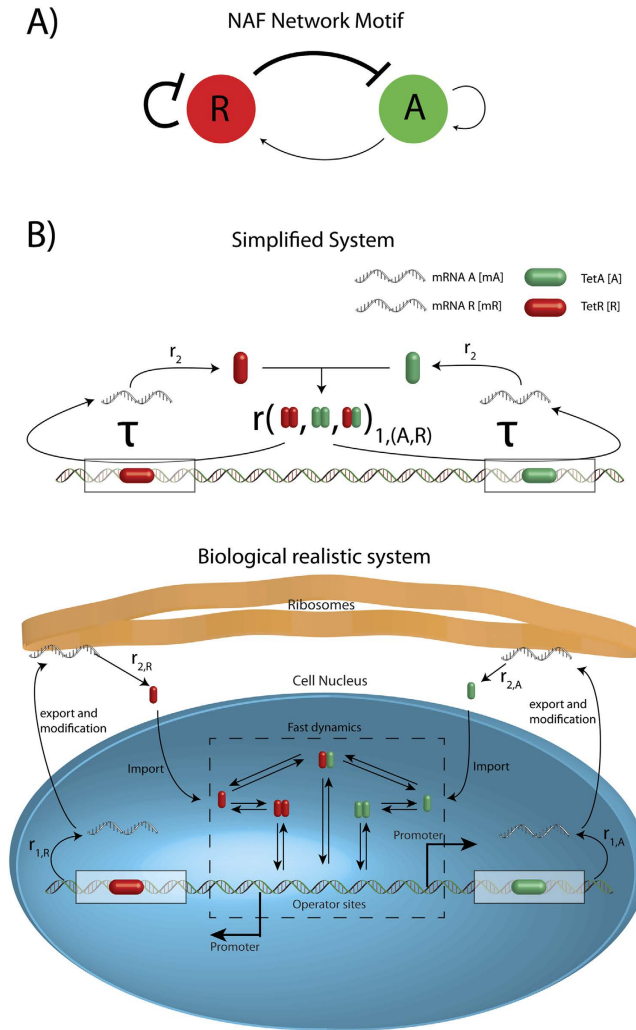 A)
NAF Network Motif
R
A
B)
Simplified System
mRNA A [mA]
TetA [A]
mRNA R [mR]
TetR [R]
r2
r2
τ
r( , , )1,(A,R)
τ
Biological realistic system
Ribosomes
r2,R
r2,A
Cell Nucleus
export and
modification
export and
modification
Fast dynamics
Import
Import
Promoter
r1,R
r1,A
Operator sites
Promoter